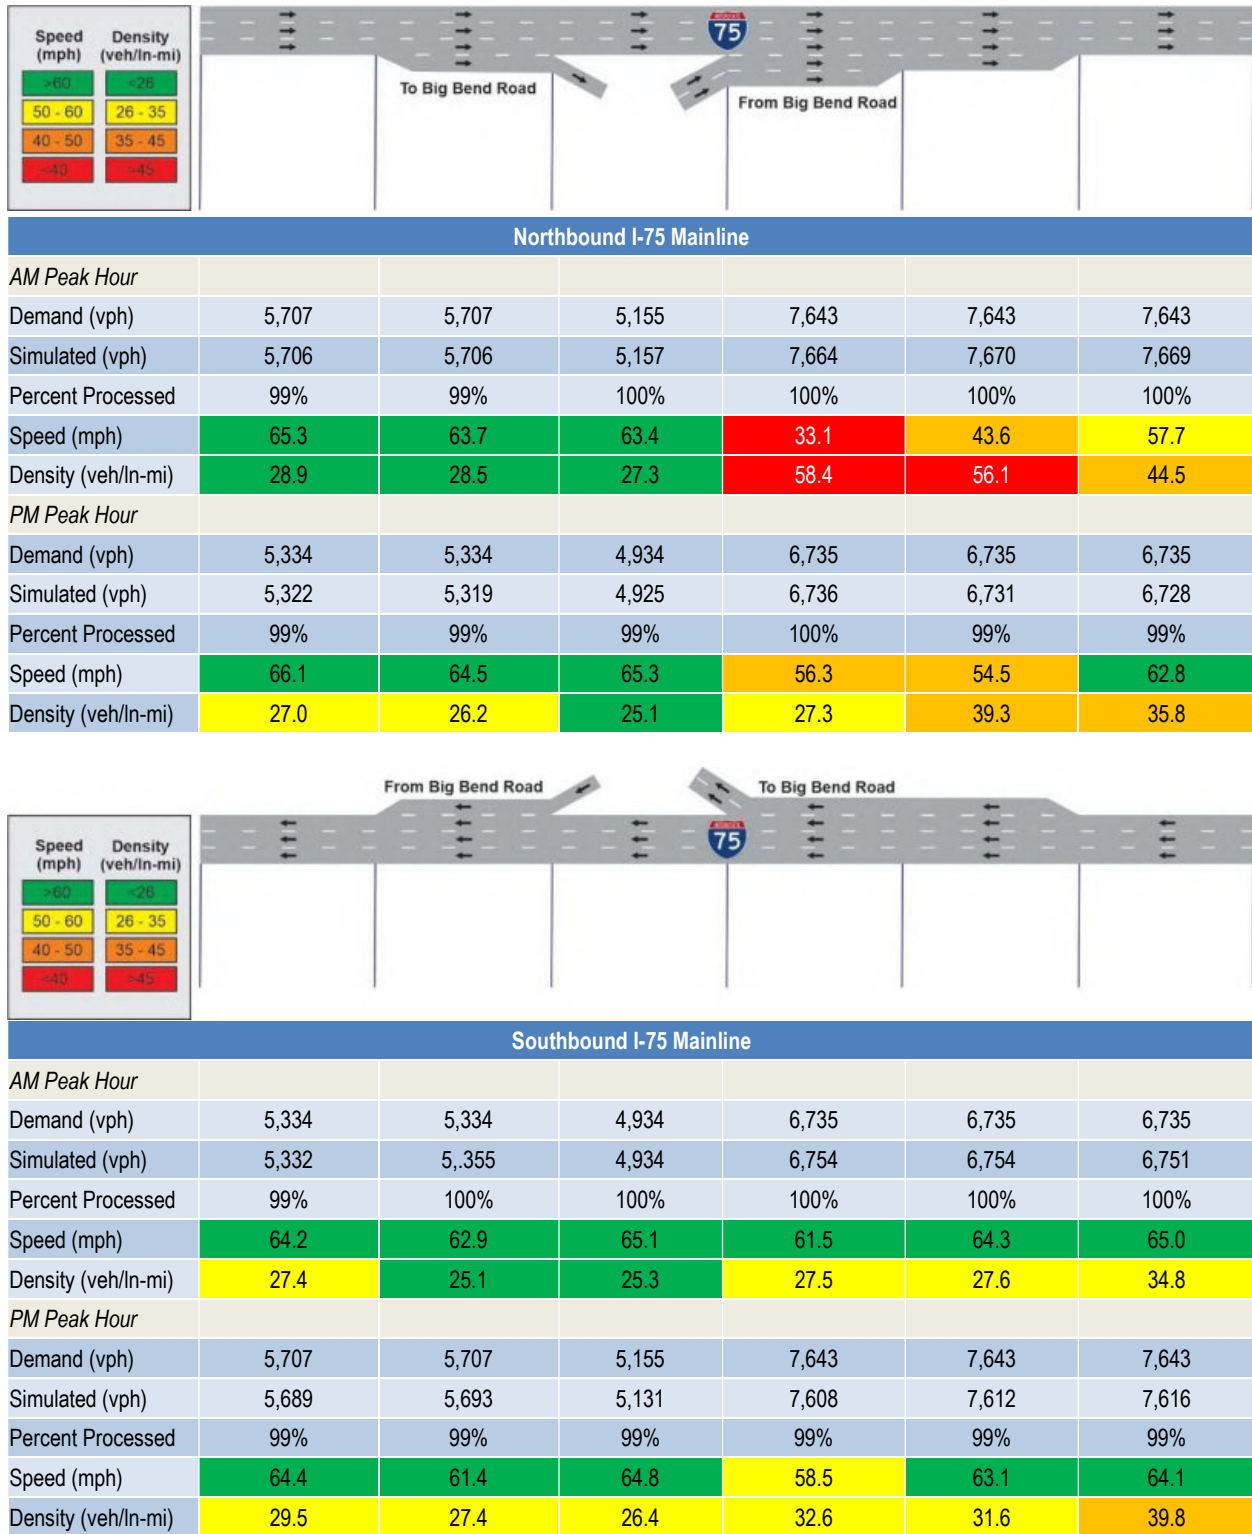 Speed Density
(mph) (veh/ln-mi)
>60 <26
50 - 60 26 - 35
40 - 50 35 - 45
<40 >45
INTERSTATE
75
To Big Bend Road
From Big Bend Road
Northbound I-75 Mainline
AM Peak Hour
Demand (vph) 5,707 5,707 5,155 7,643 7,643 7,643
Simulated (vph) 5,706 5,706 5,157 7,664 7,670 7,669
Percent Processed 99% 99% 100% 100% 100% 100%
Speed (mph) 65.3 63.7 63.4 33.1 43.6 57.7
Density (veh/ln-mi) 28.9 28.5 27.3 58.4 56.1 44.5
PM Peak Hour
Demand (vph) 5,334 5,334 4,934 6,735 6,735 6,735
Simulated (vph) 5,322 5,319 4,925 6,736 6,731 6,728
Percent Processed 99% 99% 99% 100% 99% 99%
Speed (mph) 66.1 64.5 65.3 56.3 54.5 62.8
Density (veh/ln-mi) 27.0 26.2 25.1 27.3 39.3 35.8
From Big Bend Road
To Big Bend Road
Speed Density
(mph) (veh/ln-mi)
>60 <26
50 - 60 26 - 35
40 - 50 35 - 45
<40 >45
INTERSTATE
75
Southbound I-75 Mainline
AM Peak Hour
Demand (vph) 5,334 5,334 4,934 6,735 6,735 6,735
Simulated (vph) 5,332 5,.355 4,934 6,754 6,754 6,751
Percent Processed 99% 100% 100% 100% 100% 100%
Speed (mph) 64.2 62.9 65.1 61.5 64.3 65.0
Density (veh/ln-mi) 27.4 25.1 25.3 27.5 27.6 34.8
PM Peak Hour
Demand (vph) 5,707 5,707 5,155 7,643 7,643 7,643
Simulated (vph) 5,689 5,693 5,131 7,608 7,612 7,616
Percent Processed 99% 99% 99% 99% 99% 99%
Speed (mph) 64.4 61.4 64.8 58.5 63.1 64.1
Density (veh/ln-mi) 29.5 27.4 26.4 32.6 31.6 39.8